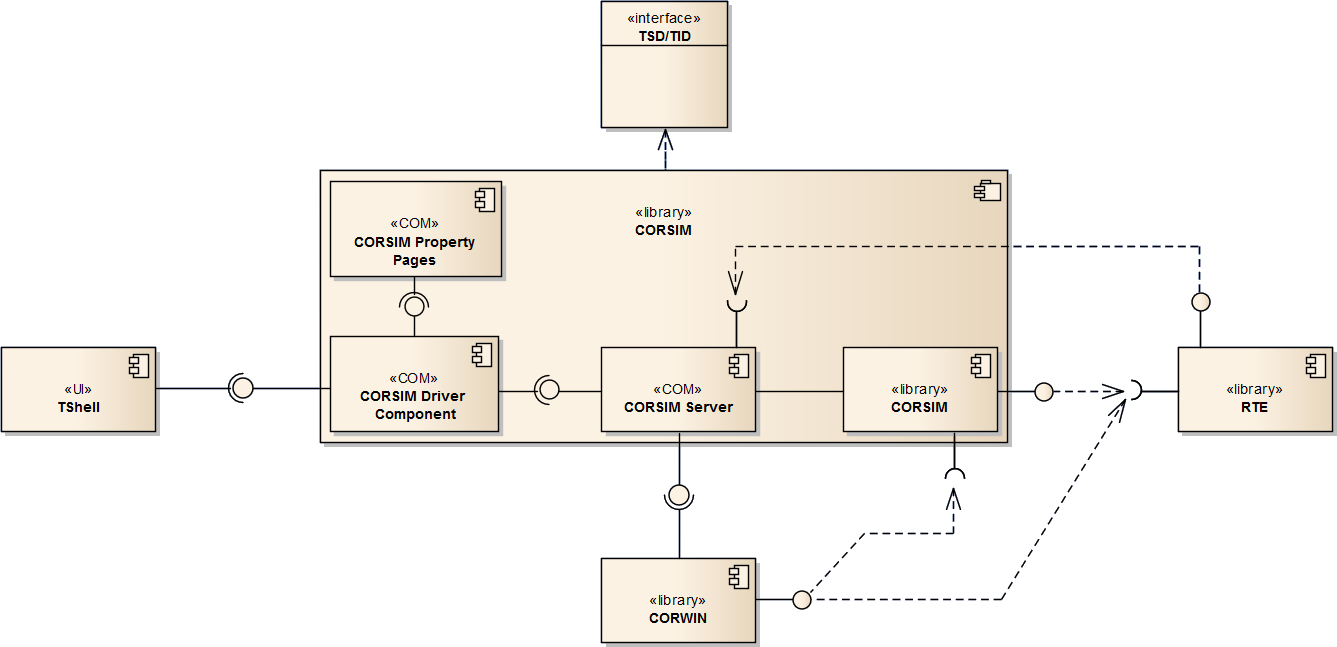 «interface»
TSD/TID
«library»
CORSIM
«COM»
CORSIM Property
Pages
«UI»
TShell
«COM»
CORSIM Driver
Component
«COM»
CORSIM Server
«library»
CORSIM
«library»
RTE
«library»
CORWIN